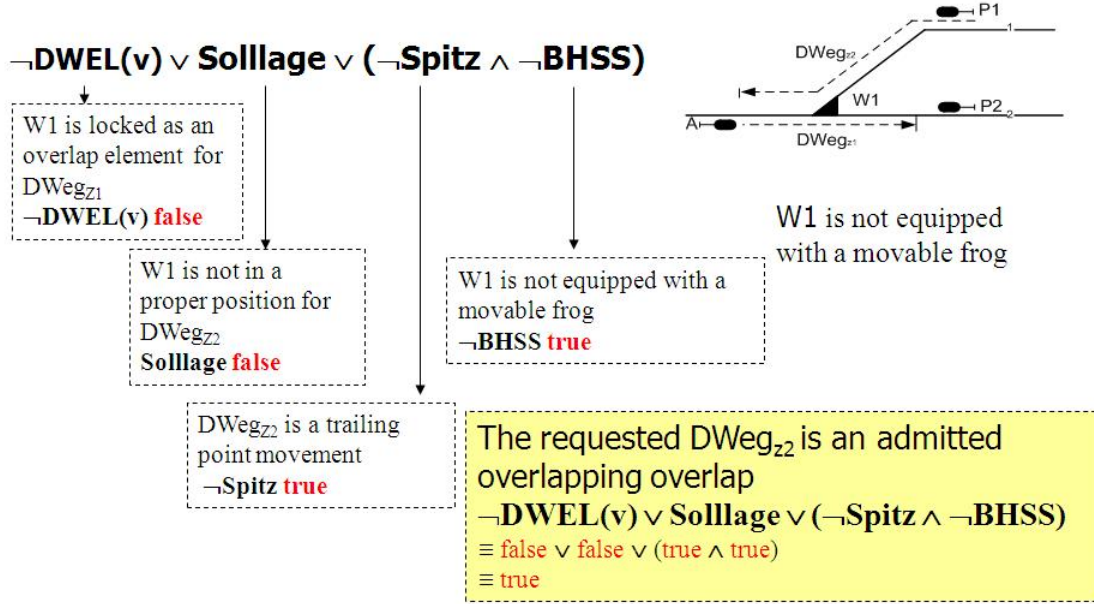 ¬DWEL(v) ∨ Solllage ∨ (¬Spitz ∧ ¬BHSS)
P1
1
DWegz2
W1
A
P2
2
DWegz1
W1 is locked as an
overlap element for
DWegZ1
¬DWEL(v) false
W1 is not equipped
with a movable frog
W1 is not in a
proper position for
DWegZ2
Solllage false
W1 is not equipped with a
movable frog
¬BHSS true
DWegZ2 is a trailing
point movement
¬Spitz true
The requested DWegz2 is an admitted
overlapping overlap
¬DWEL(v) ∨ Solllage ∨ (¬Spitz ∧ ¬BHSS)
≡ false ∨ false ∨ (true ∧ true)
≡ true